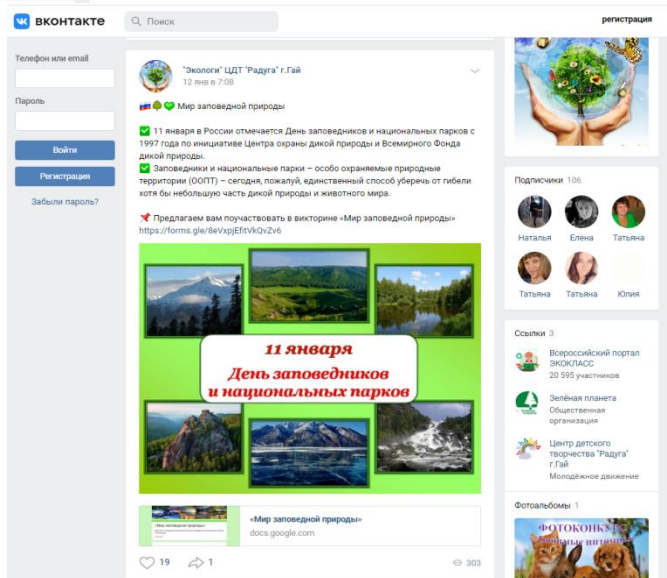 вконтакте
Поиск
регистрация
Телефон или email
Пароль
Войти
Регистрация
Забыли пароль?
"Экологи" ЦДТ "Радуга" г.Гай
12 янв в 7:08
Мир заповедной природы
11 января в России отмечается День заповедников и национальных парков с
1997 года по инициативе Центра охраны дикой природы и Всемирного Фонда
дикой природы.
Заповедники и национальные парки – особо охраняемые природные
территории (ООПТ) – сегодня, пожалуй, единственный способ уберечь от гибели
хотя бы небольшую часть дикой природы и животного мира.
Предлагаем вам поучаствовать в викторине «Мир заповедной природы»
https://forms.gle/8eVxpjEfitVkQvZv6
11 января
День заповедников
и национальных парков
«Мир заповедной природы»
docs.google.com
19
1
303
Подписчики 106
Наталья
Елена
Татьяна
Татьяна
Татьяна
Юлия
Ссылки 3
Всероссийский портал
ЭКОКЛАСС
20 595 участников
Зелёная планета
Общественная
организация
Центр детского
творчества "Радуга"
г.Гай
Молодёжное движение
Фотоальбомы 1